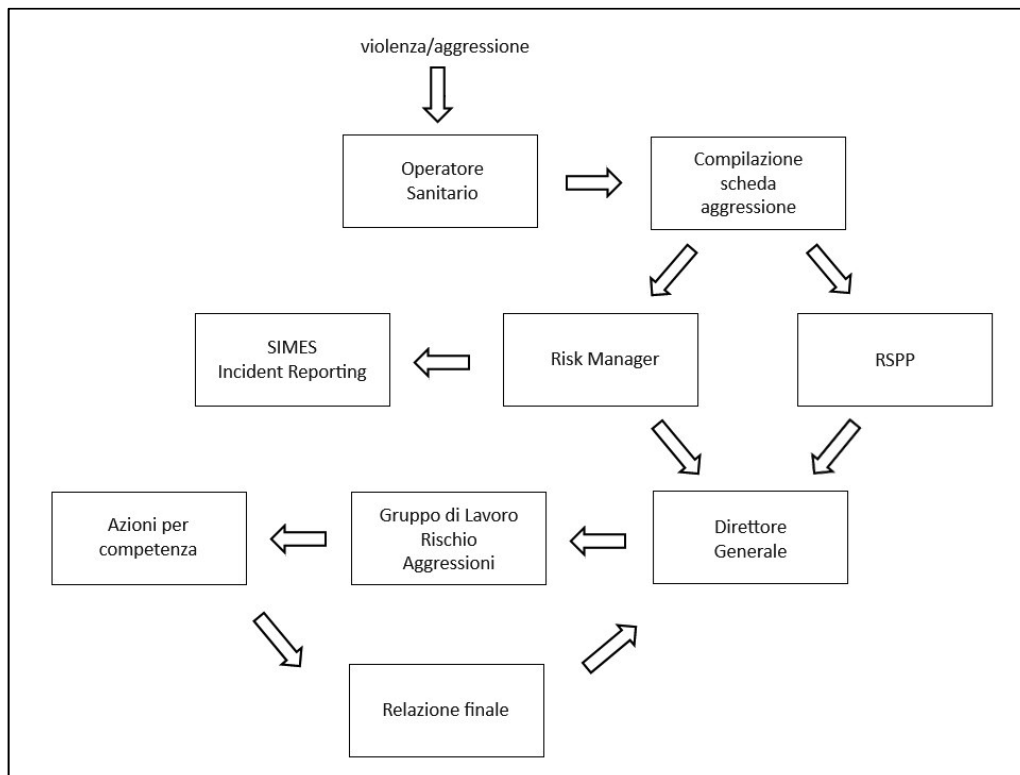 violenza/aggressione
Operatore
Sanitario
Compilazione
scheda
aggressione
SIMES
Incident Reporting
Risk Manager
RSPP
Azioni per
competenza
Gruppo di Lavoro
Rischio
Aggressioni
Direttore
Generale
Relazione finale